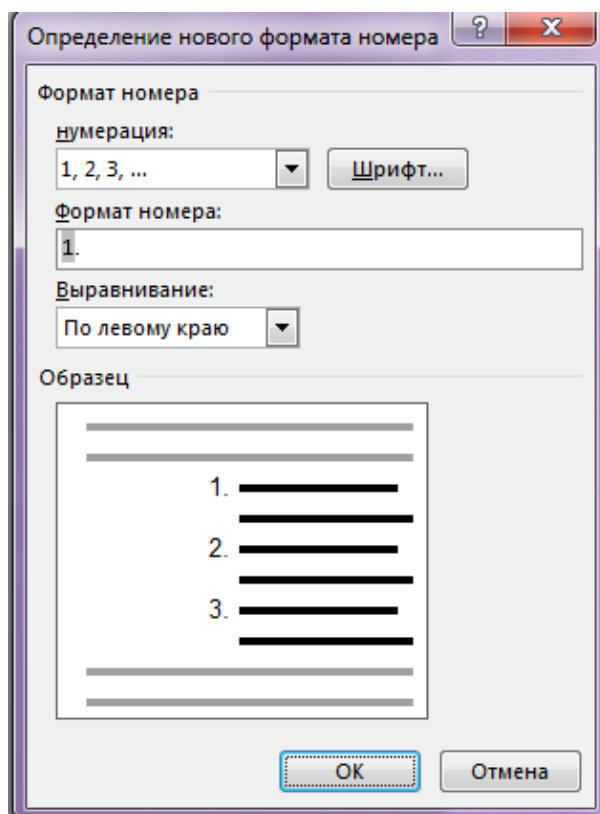 Определение нового формата номера
Формат номера
нумерация:
1, 2, 3, ...
Шрифт...
Формат номера:
1.
Выравнивание:
По левому краю
Образец
1.
2.
3.
ОК
Отмена